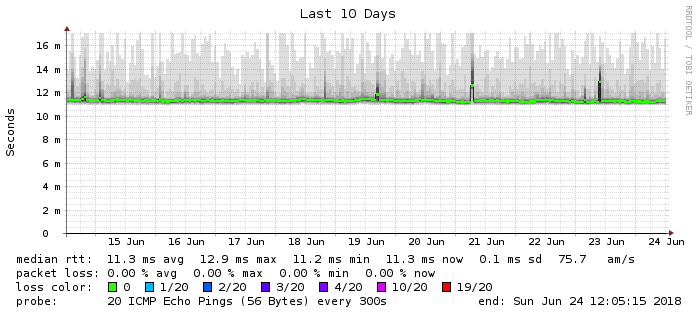 Last 10 Days
RRDTOOL / TOBI OETIKER
Seconds
16 m
14 m
12 m
10 m
8 m
6 m
4 m
2 m
0
15 Jun 16 Jun 17 Jun 18 Jun 19 Jun 20 Jun 21 Jun 22 Jun 23 Jun 24 Jun
median rtt: 11.3 ms avg 12.9 ms max 11.2 ms min 11.3 ms now 0.1 ms sd 75.7 am/s
packet loss: 0.00 % avg 0.00 % max 0.00 % min 0.00 % now
loss color: 0 1/20 2/20 3/20 4/20 10/20 19/20
probe: 20 ICMP Echo Pings (56 Bytes) every 300s end: Sun Jun 24 12:05:15 2018